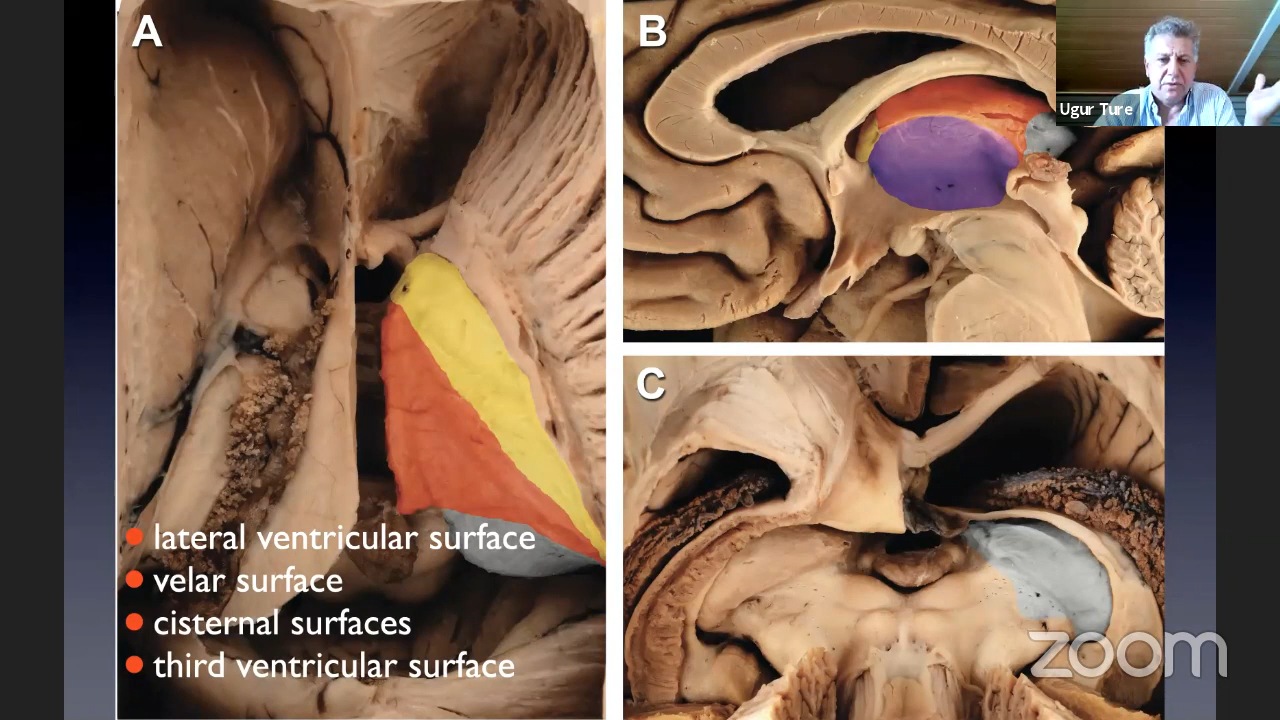 A
B
Ugur Ture
C
lateral ventricular surface
velar surface
cisternal surfaces
third ventricular surface
zoom